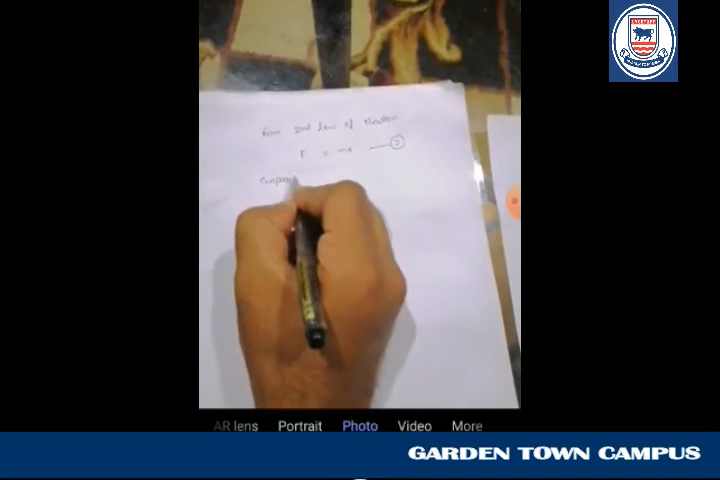 from 2nd law of Newton
F = ma — 2
AR lens Portrait Photo Video More
GARDEN TOWN CAMPUS